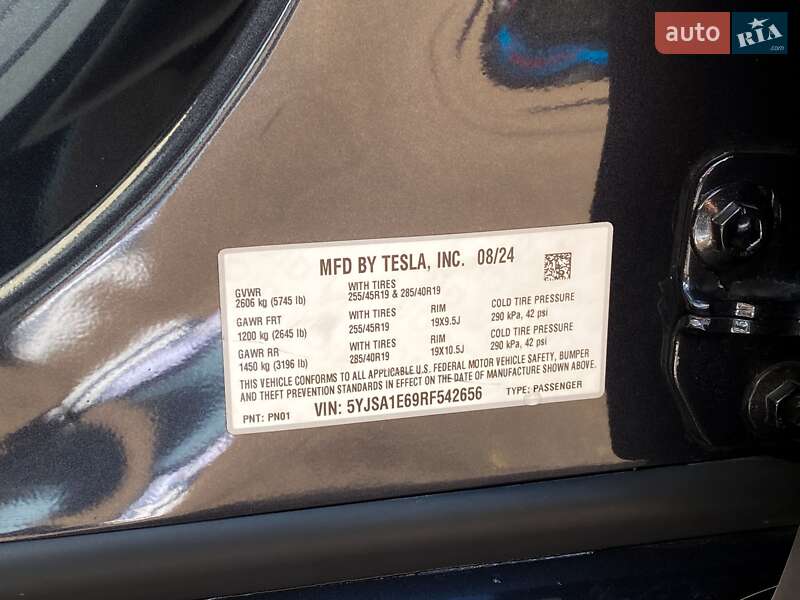 auto RIA.com
MFD BY TESLA, INC. 08/24
GVWR
2606 kg (5745 lb)
WITH TIRES
255/45R19 & 285/40R19
GAWR FRT
1200 kg (2645 lb)
WITH TIRES
255/45R19
RIM
19X9.5J
COLD TIRE PRESSURE
290 kPa, 42 psi
GAWR RR
1450 kg (3196 lb)
WITH TIRES
285/40R19
RIM
19X10.5J
COLD TIRE PRESSURE
290 kPa, 42 psi
THIS VEHICLE CONFORMS TO ALL APPLICABLE U.S. FEDERAL MOTOR VEHICLE SAFETY, BUMPER
AND THEFT PREVENTION STANDARDS IN EFFECT ON THE DATE OF MANUFACTURE SHOWN ABOVE.
PNT: PN01 VIN: 5YJSA1E69RF542656 TYPE: PASSENGER